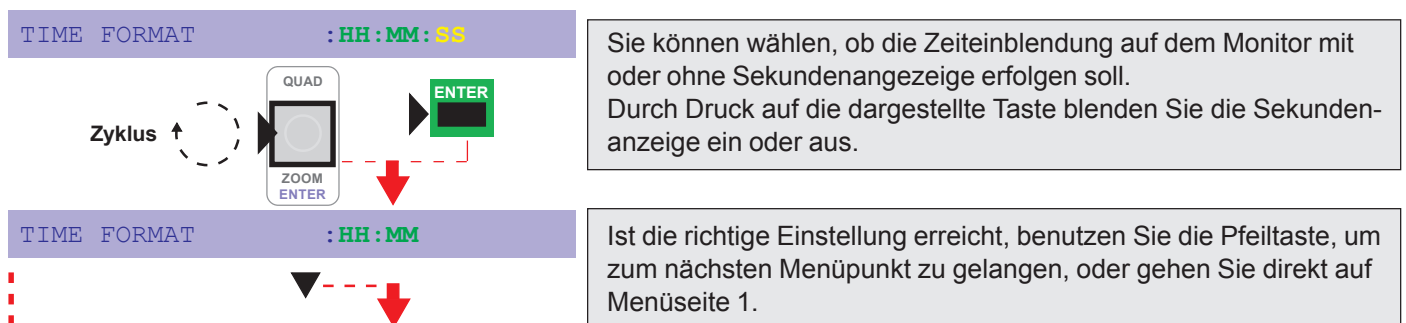 TIME FORMAT :HH:MM:SS
Sie können wählen, ob die Zeiteinblendung auf dem Monitor mit
oder ohne Sekundenangezeige erfolgen soll.
Durch Druck auf die dargestellte Taste blenden Sie die Sekunden-
anzeige ein oder aus.
QUAD
ENTER
Zyklus
ZOOM
ENTER
TIME FORMAT :HH:MM
Ist die richtige Einstellung erreicht, benutzen Sie die Pfeiltaste, um
zum nächsten Menüpunkt zu gelangen, oder gehen Sie direkt auf
Menüseite 1.